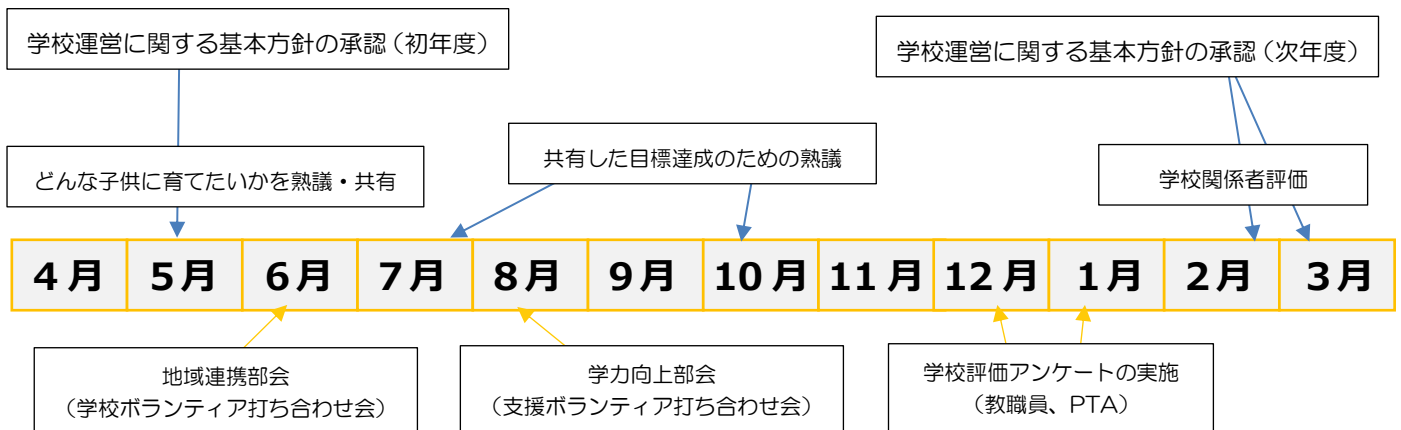 学校運営に関する基本方針の承認（初年度）
学校運営に関する基本方針の承認（次年度）
どんな子供に育てたいかを熟議・共有
共有した目標達成のための熟議
学校関係者評価
４月 ５月 ６月 ７月 ８月 ９月 10月 11月 12月 １月 ２月 ３月
地域連携部会
（学校ボランティア打ち合わせ会）
学力向上部会
（支援ボランティア打ち合わせ会）
学校評価アンケートの実施
（教職員、PTA）